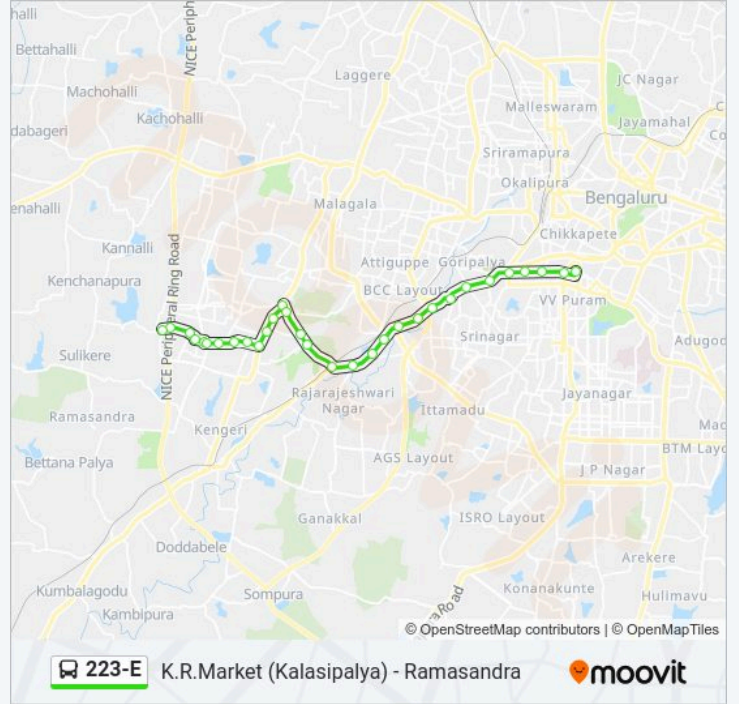 halli
NICE Periph
Bettahalli
Laggere
JC Nagar
Machohalli
Malleswaram
Kachohalli
Jayamahal
dabageri
Sriramapura
Okalipura
Malagala
Bengaluru
enahalli
Chikkapete
Kannalli
Attiguppe
Goripalya
Kenchanapura
BCC Layout
VV Puram
NICE Peripheral Ring Road
Srinagar
Adugod
Sulikere
Rajarajeshwari
Nagar
Jayanagar
Ramasandra
Ittamadu
Kengeri
Mad
BTM Layo
Bettana Palya
AGS Layout
J P Nagar
Ganakkal
ISRO Layout
Doddabele
Arekere
Kumbalagodu
Sompura
Konanakunte
Hulimavu
Kambipura
Road
© OpenStreetMap contributors | © OpenMapTiles
223-E K.R.Market (Kalasipalya) - Ramasandra moovit